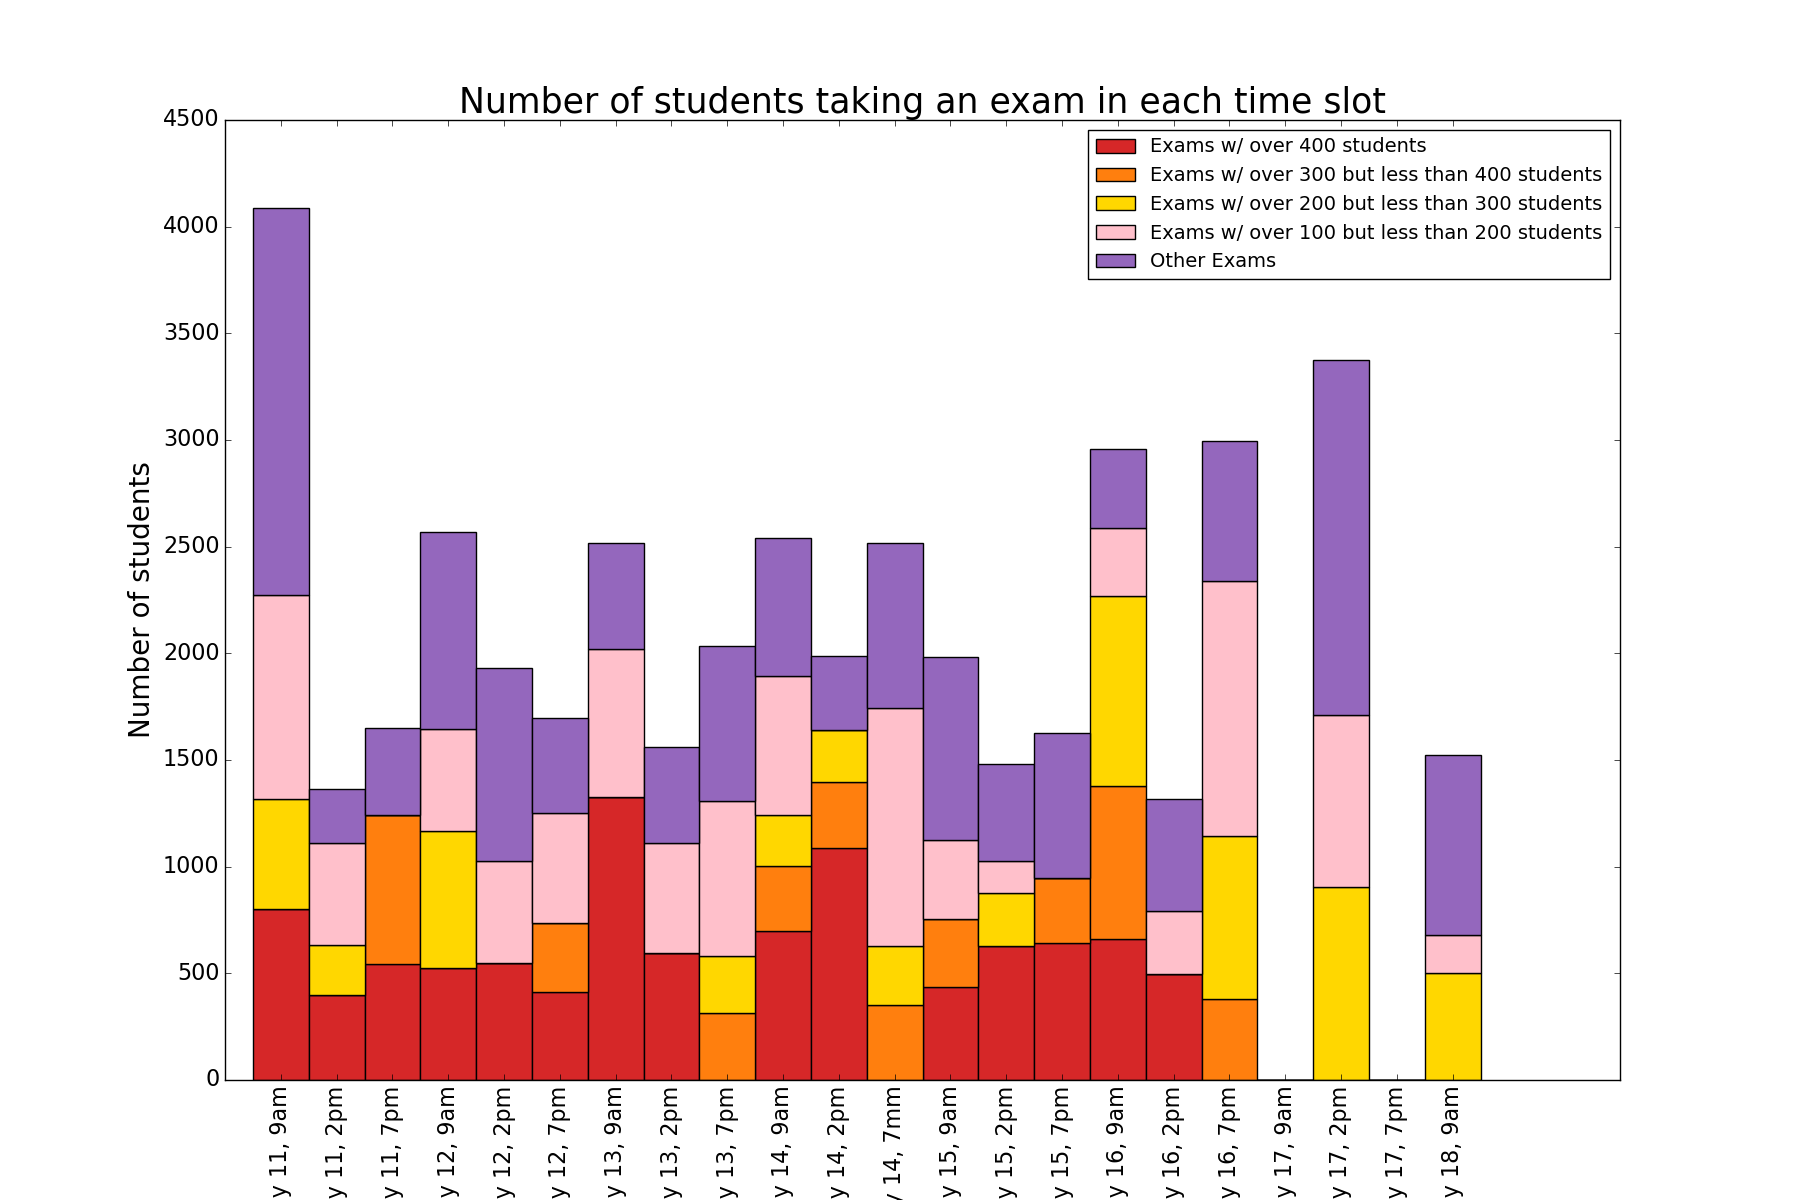 Number of students taking an exam in each time slot
4500
4000
3500
3000
2500
2000
1500
1000
500
0
Number of students
Exams w/ over 400 students
Exams w/ over 300 but less than 400 students
Exams w/ over 200 but less than 300 students
Exams w/ over 100 but less than 200 students
Other Exams
y 11, 9am
y 11, 2pm
y 11, 7pm
y 12, 9am
y 12, 2pm
y 12, 7pm
y 13, 9am
y 13, 2pm
y 13, 7pm
y 14, 9am
y 14, 2pm
y 14, 7mm
y 15, 9am
y 15, 2pm
y 15, 7pm
y 16, 9am
y 16, 2pm
y 16, 7pm
y 17, 9am
y 17, 2pm
y 17, 7pm
y 18, 9am